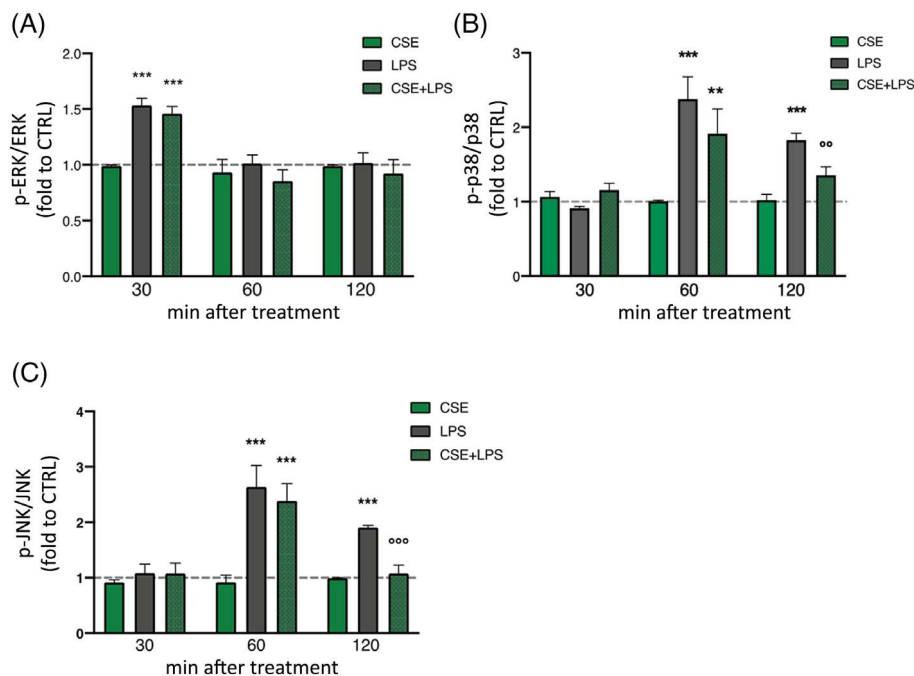 (A)
CSE
LPS
CSE+LPS
2.0
1.5
1.0
0.5
0.0
p-ERK/ERK
(fold to CTRL)
*** ***
30 60 120
min after treatment
(B)
CSE
LPS
CSE+LPS
3
2
1
0
p-p38/p38
(fold to CTRL)
*** ** *** °°
30 60 120
min after treatment
(C)
CSE
LPS
CSE+LPS
4
3
2
1
0
p-JNK/JNK
(fold to CTRL)
*** *** *** °°°
30 60 120
min after treatment